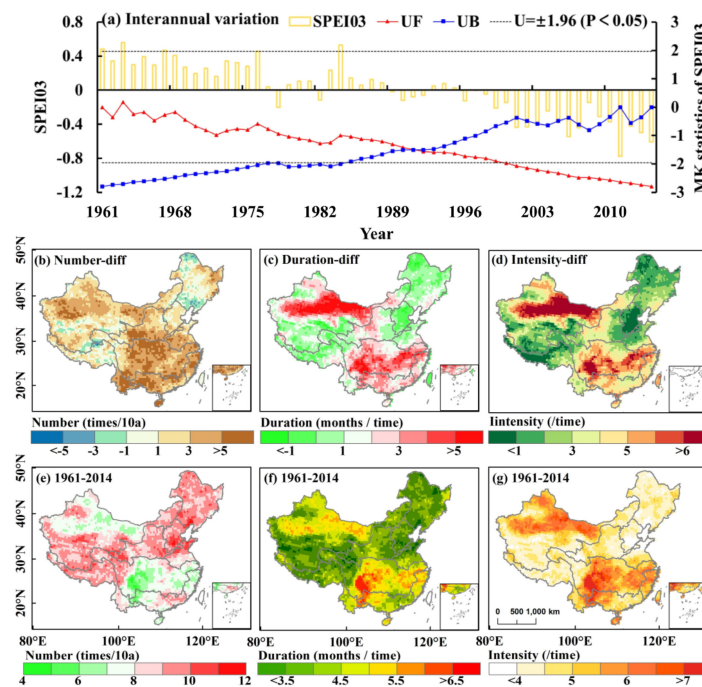 (a) Interannual variation
SPEI03 UF UB U=±1.96 (P < 0.05)
0.8
0.4
0
-0.4
-0.8
-1.2
SPEI03
3
2
1
0
-1
-2
-3
MK statistics of SPEI03
1961 1968 1975 1982 1989 1996 2003 2010
Year
(b) Number-diff
(c) Duration-diff
(d) Intensity-diff
50°N
40°N
30°N
20°N
Number (times/10a)
<-5 -3 -1 1 3 >5
Duration (months / time)
<-1 1 3 >5
Intensity (/time)
<1 3 5 >6
(e) 1961-2014
(f) 1961-2014
(g) 1961-2014
50°N
40°N
30°N
20°N
0 500 1,000 km
80°E 100°E 120°E
80°E 100°E 120°E
80°E 100°E 120°E
Number (times/10a)
4 6 8 10 12
Duration (months / time)
<3.5 4.5 5.5 >6.5
Intensity (/time)
<4 5 6 >7